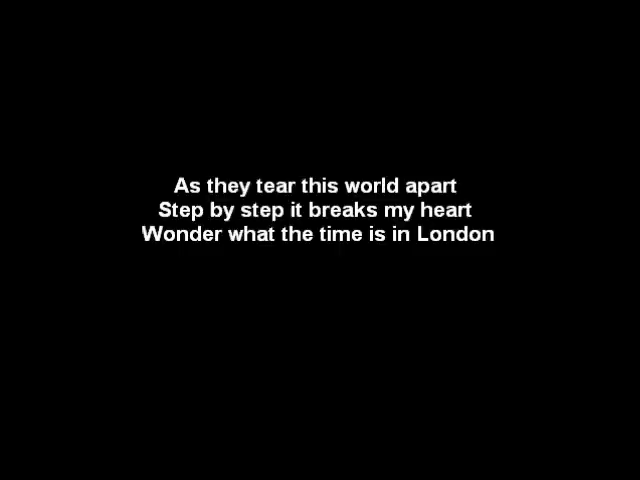 As they tear this world apart
Step by step it breaks my heart
Wonder what the time is in London